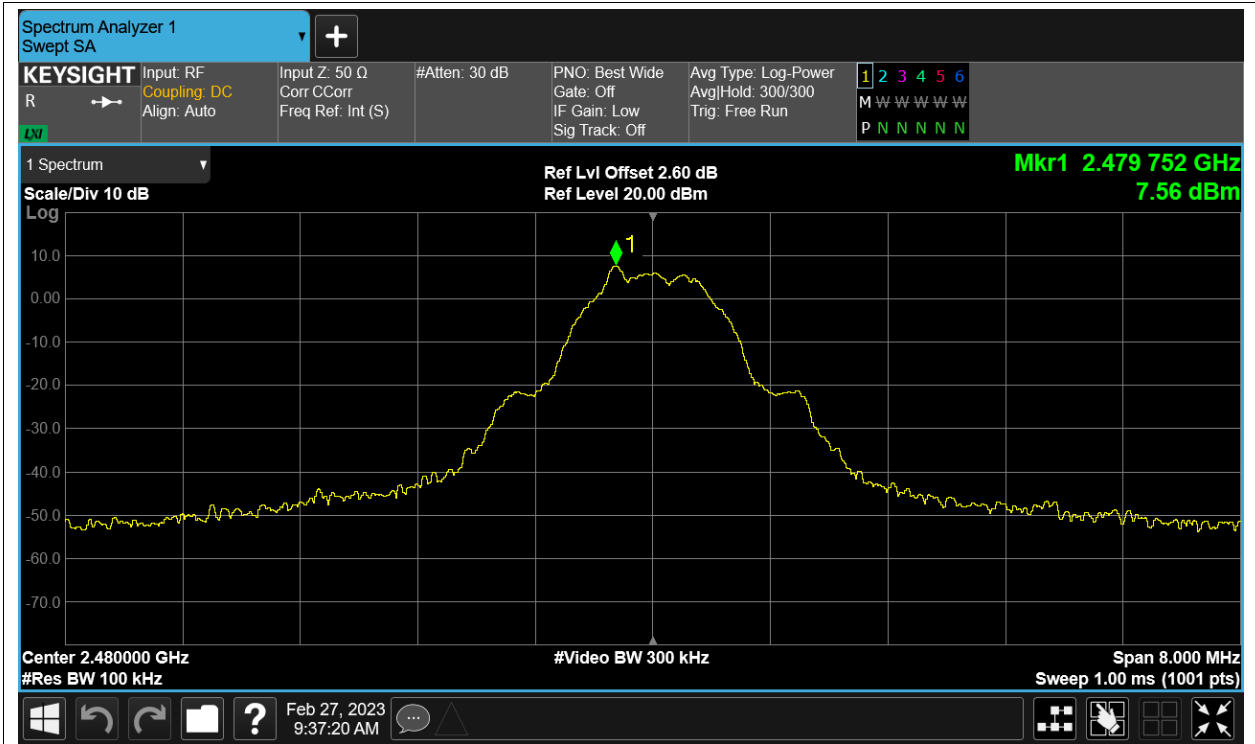 Spectrum Analyzer 1
Swept SA
+
KEYSIGHT
R
LXI
Input: RF
Coupling: DC
Align: Auto
Input Z: 50 Ω
Corr CCorr
Freq Ref: Int (S)
#Atten: 30 dB
PNO: Best Wide
Gate: Off
IF Gain: Low
Sig Track: Off
Avg Type: Log-Power
Avg|Hold: 300/300
Trig: Free Run
1 2 3 4 5 6
M W W W W W W
P N N N N N N
1 Spectrum
Scale/Div 10 dB
Log
Ref Lvl Offset 2.60 dB
Ref Level 20.00 dBm
Mkr1 2.479 752 GHz
7.56 dBm
1
10.0
0.00
-10.0
-20.0
-30.0
-40.0
-50.0
-60.0
-70.0
Center 2.480000 GHz
#Res BW 100 kHz
#Video BW 300 kHz
Span 8.000 MHz
Sweep 1.00 ms (1001 pts)
?
Feb 27, 2023
9:37:20 AM